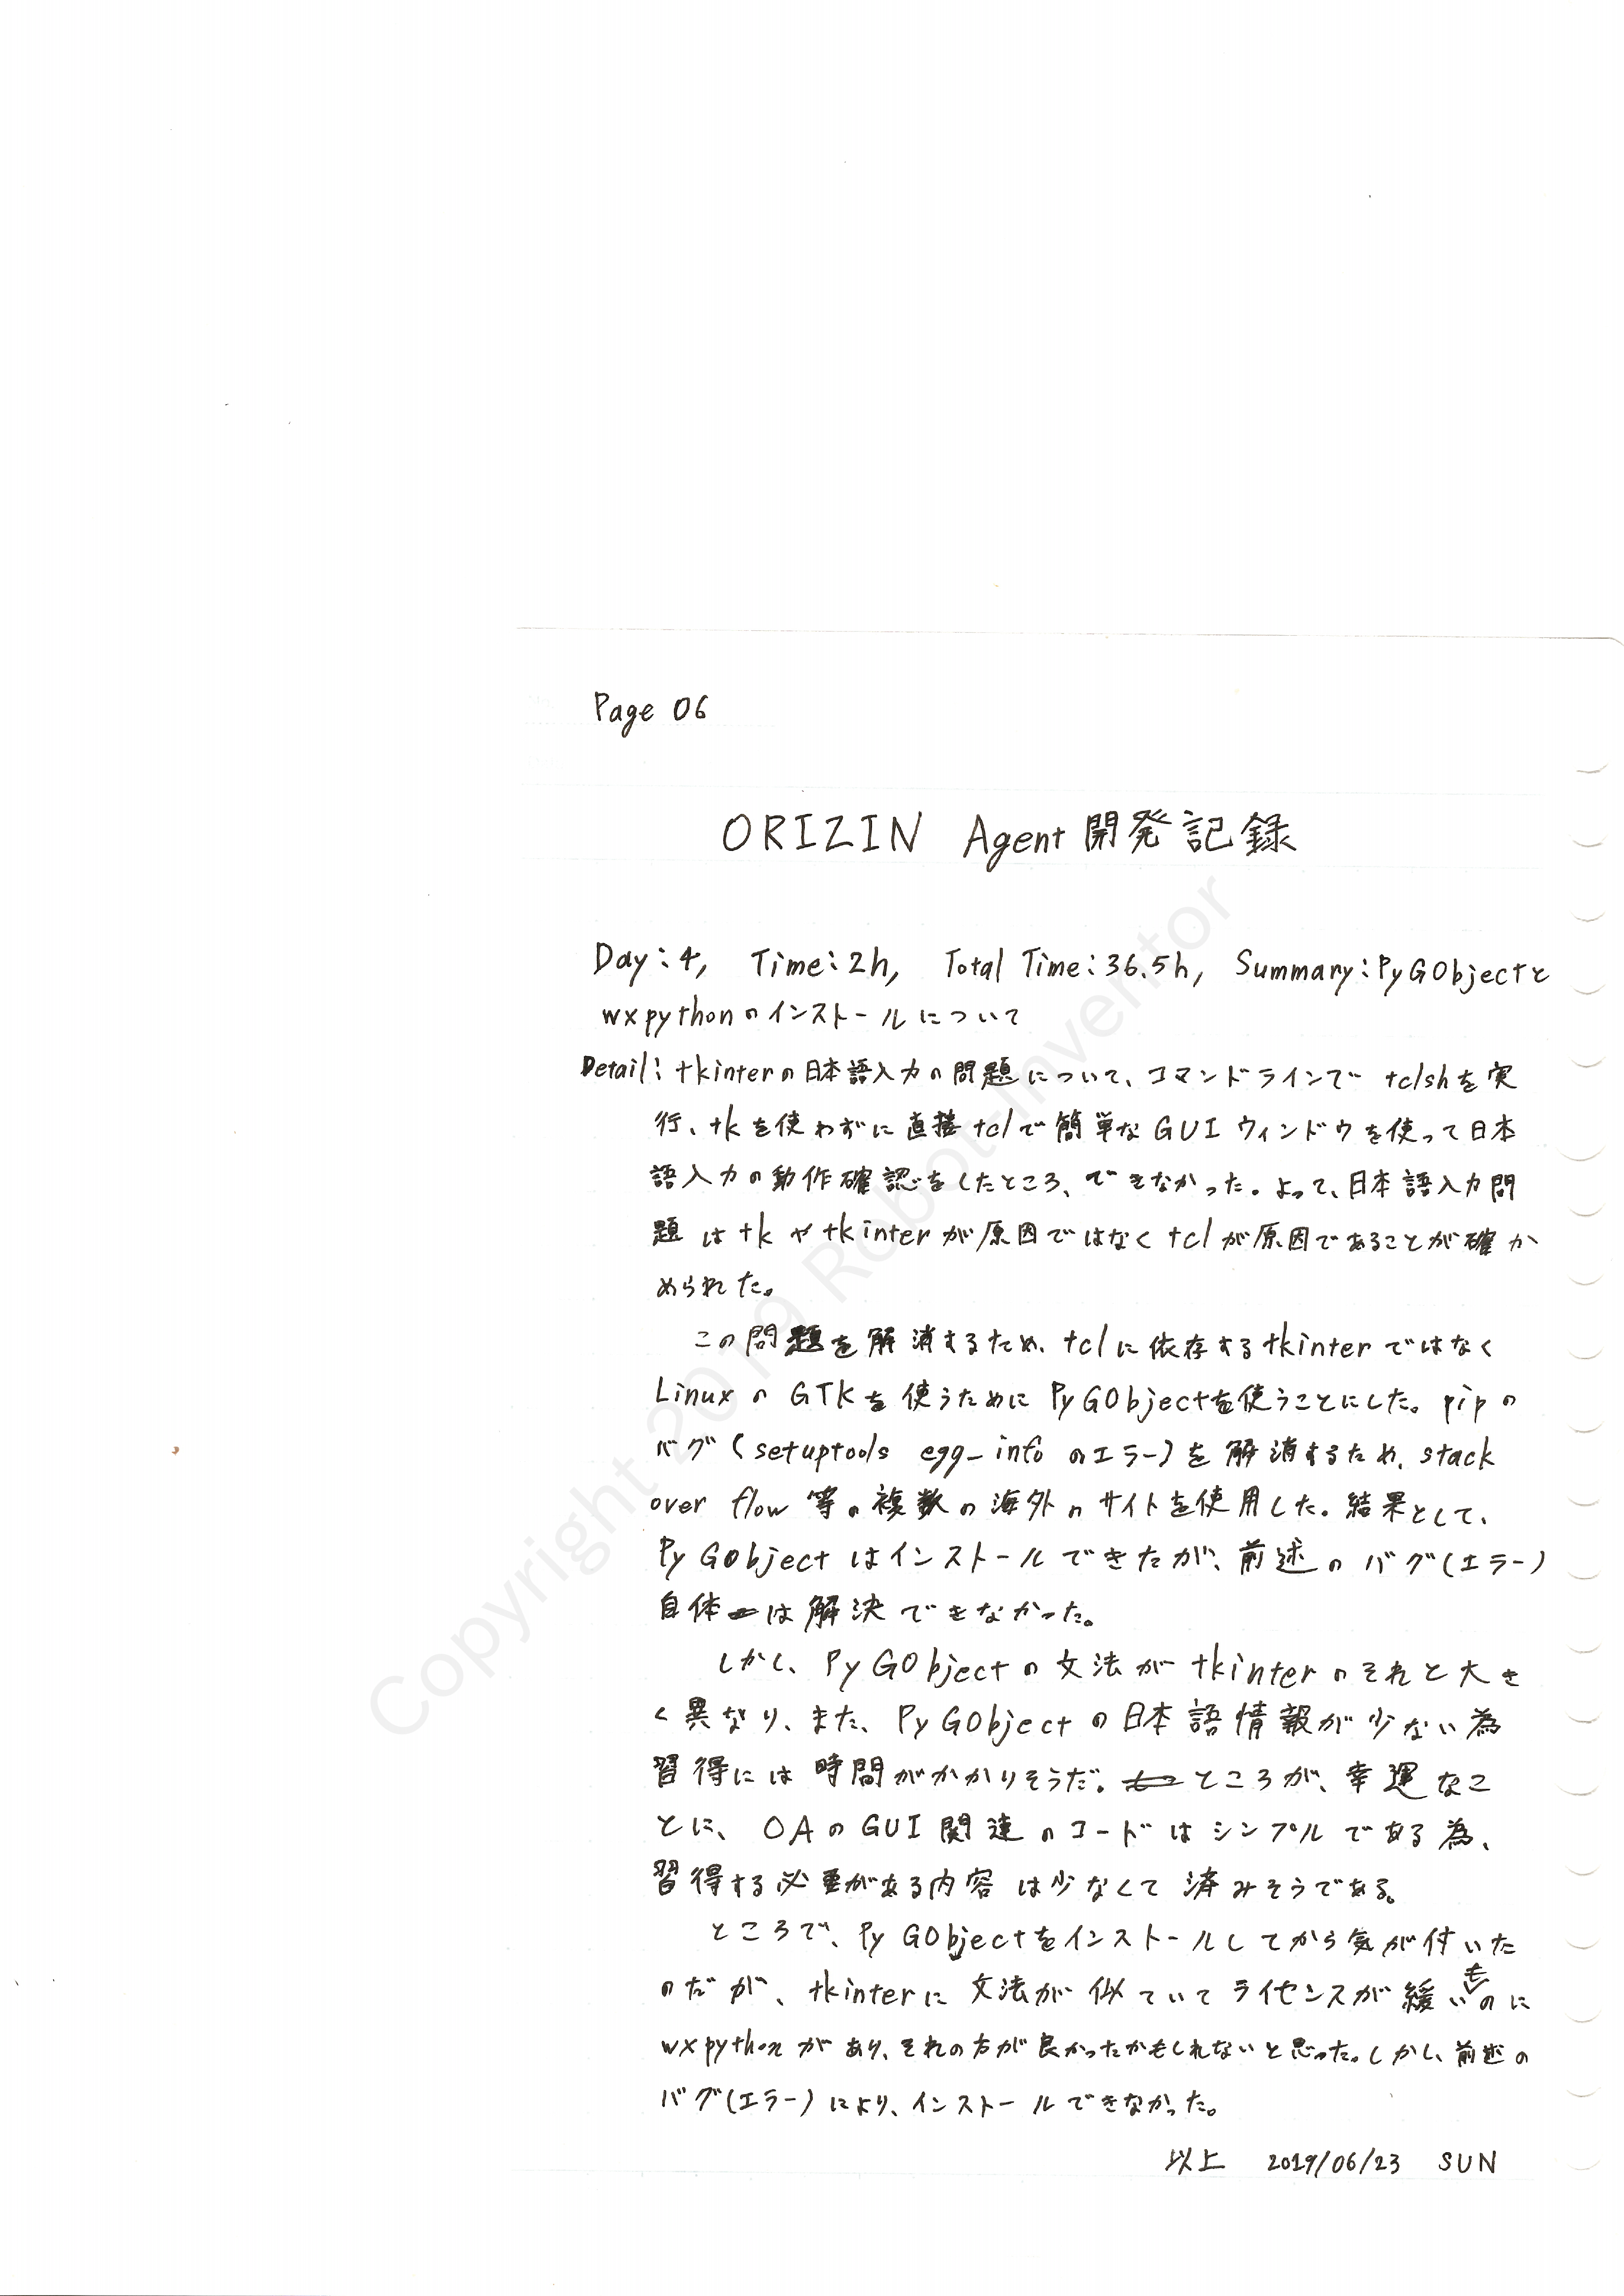 Page 06
ORIZIN Agent 開発記録
Day:4, Time:2h, Total Time:36.5h, Summary:PyGObjectと
wxpythonのインストールについて
Detail:tkinterの日本語入力の問題について、コマンドラインで tclshを実
行、tkを使わずに直接tclで簡単なGUIウィンドウを使って日本
語入力の動作確認をしたところ、できなかった。よって、日本語入力問
題はtkやtkinterが原因ではなくtclが原因であることが確か
められた。
この問題を解消するため、tclに依存するtkinterではなく
LinuxのGTKを使うためにPyGObjectを使うことにした。pipの
バグ(setuptools egg_infoのエラー)を解消するため、stack
over flow等の複数の海外のサイトを使用した。結果として、
PyGobjectはインストールできたが、前述のバグ(エラー)
自体は解決できなかった。
しかし、PyGObjectの文法がtkinterのそれと大き
く異なり、また、PyGObjectの日本語情報が少ない為
習得には時間がかかりそうだ。ところが、幸運なこ
とに、OAのGUI関連のコードはシンプルである為、
習得する必要がある内容は少なくて済みそうである。
ところで、PyGObjectをインストールしてから気が付いた
のだが、tkinterに文法が似ていてライセンスが緩いものに
wxpythonがあり、それの方が良かったかもしれないと思った。しかし、前述の
バグ(エラー)により、インストールできなかった。
以上 2019/06/23 SUN
Copyright 2019 Robot-Inventor